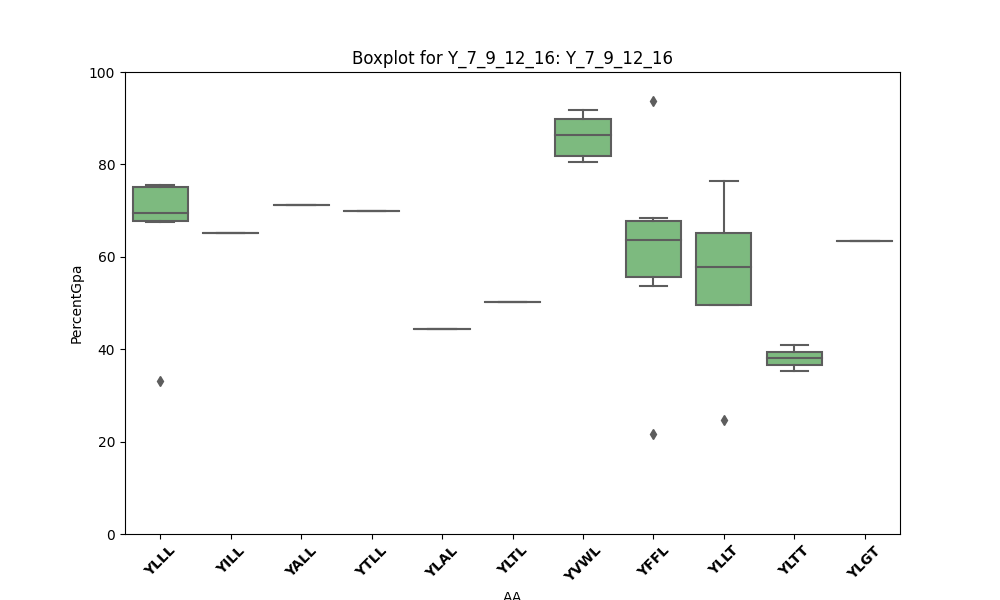 Boxplot for Y_7_9_12_16: Y_7_9_12_16
100
80
60
40
20
0
PercentGpa
YLLL
YILL
YALL
YTLL
YLAL
YLTL
YVWL
YFFL
YLLT
YLTT
YLGT
AA